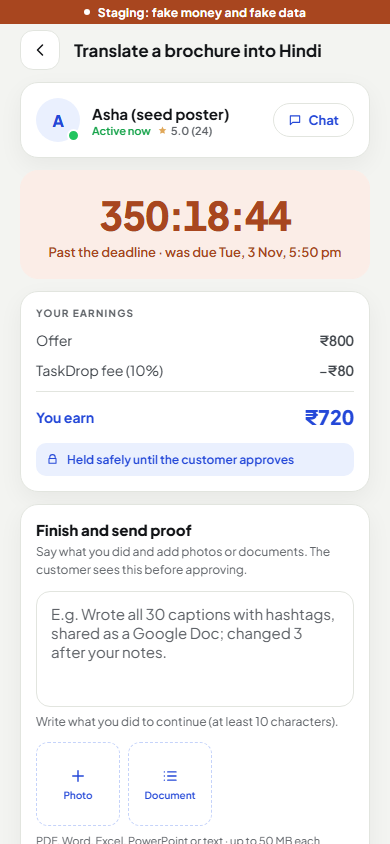 Staging: fake money and fake data
Translate a brochure into Hindi
A
Asha (seed poster)
Active now ★ 5.0 (24)
Chat
350:18:44
Past the deadline · was due Tue, 3 Nov, 5:50 pm
YOUR EARNINGS
Offer ₹800
TaskDrop fee (10%) −₹80
You earn ₹720
Held safely until the customer approves
Finish and send proof
Say what you did and add photos or documents. The
customer sees this before approving.
E.g. Wrote all 30 captions with hashtags,
shared as a Google Doc; changed 3
after your notes.
Write what you did to continue (at least 10 characters).
Photo
Document
PDF, Word, Excel, PowerPoint or text · up to 50 MB each